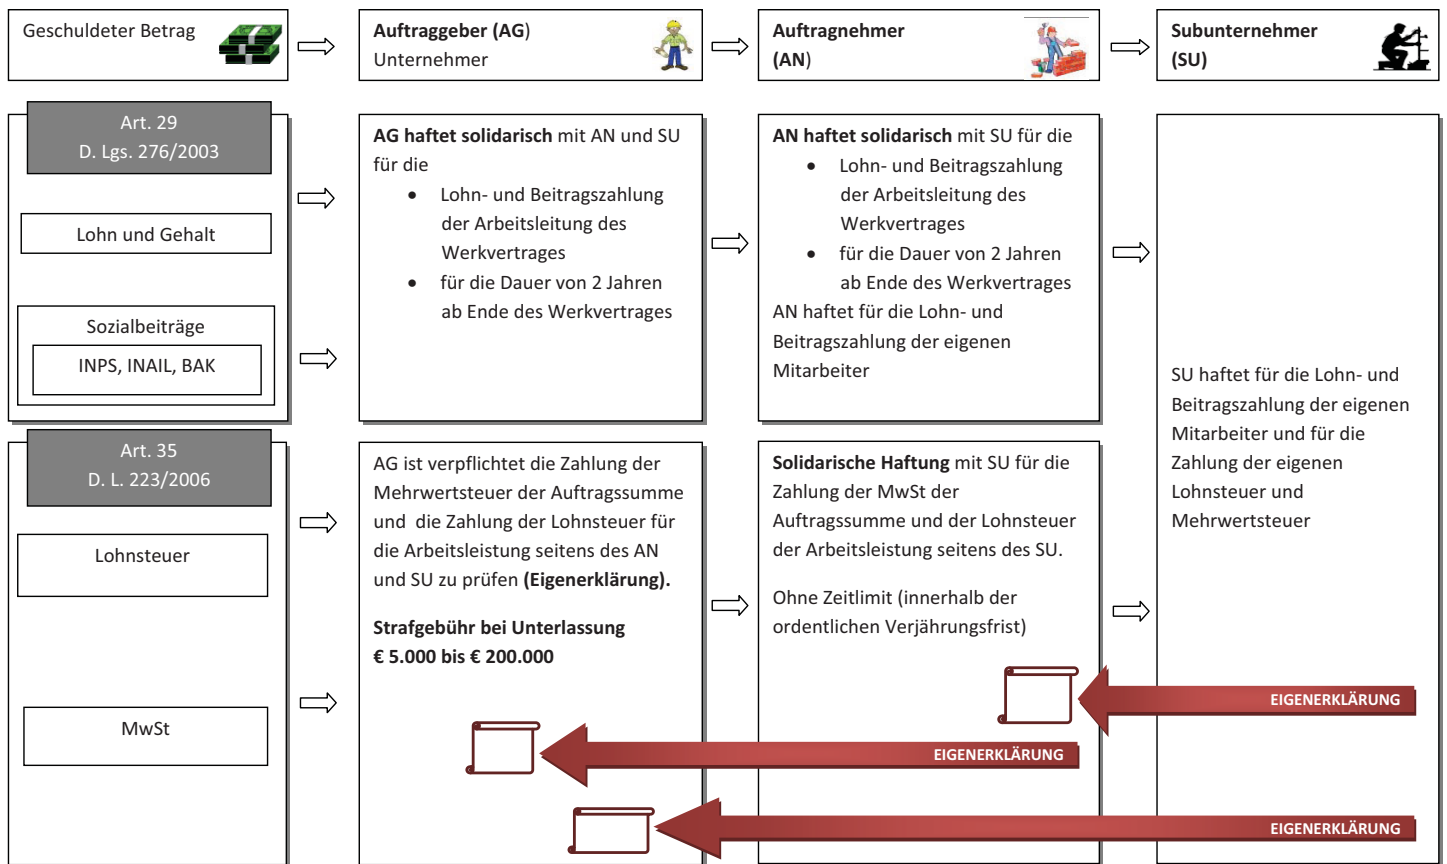 Geschuldeter Betrag
Auftraggeber (AG)
Unternehmer
Auftragnehmer
(AN)
Subunternehmer
(SU)
Art. 29
D. Lgs. 276/2003
Lohn und Gehalt
Sozialbeiträge
INPS, INAIL, BAK
AG haftet solidarisch mit AN und SU
für die
• Lohn- und Beitragszahlung
der Arbeitsleitung des
Werkvertrages
• für die Dauer von 2 Jahren
ab Ende des Werkvertrages
AN haftet solidarisch mit SU für die
• Lohn- und Beitragszahlung
der Arbeitsleitung des
Werkvertrages
• für die Dauer von 2 Jahren
ab Ende des Werkvertrages
AN haftet für die Lohn- und
Beitragszahlung der eigenen
Mitarbeiter
SU haftet für die Lohn- und
Beitragszahlung der eigenen
Mitarbeiter und für die
Zahlung der eigenen
Lohnsteuer und
Mehrwertsteuer
Art. 35
D. L. 223/2006
Lohnsteuer
MwSt
AG ist verpflichtet die Zahlung der
Mehrwertsteuer der Auftragssumme
und die Zahlung der Lohnsteuer für
die Arbeitsleistung seitens des AN
und SU zu prüfen (Eigenerklärung).
Strafgebühr bei Unterlassung
€ 5.000 bis € 200.000
Solidarische Haftung mit SU für die
Zahlung der MwSt der
Auftragssumme und der Lohnsteuer
der Arbeitsleistung seitens des SU.
Ohne Zeitlimit (innerhalb der
ordentlichen Verjährungsfrist)
EIGENERKLÄRUNG
EIGENERKLÄRUNG
EIGENERKLÄRUNG